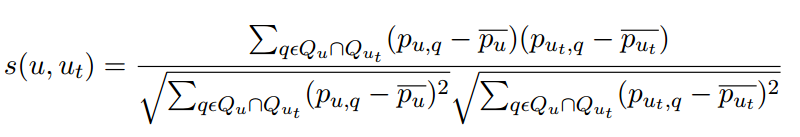 s(u, u_t) = \frac{\sum_{q \epsilon Q_u \cap Q_{u_t}} (p_{u,q} - \overline{p_u})(p_{u_t,q} - \overline{p_{u_t}})}{\sqrt{\sum_{q \epsilon Q_u \cap Q_{u_t}} (p_{u,q} - \overline{p_u})^2} \sqrt{\sum_{q \epsilon Q_u \cap Q_{u_t}} (p_{u_t,q} - \overline{p_{u_t}})^2}}